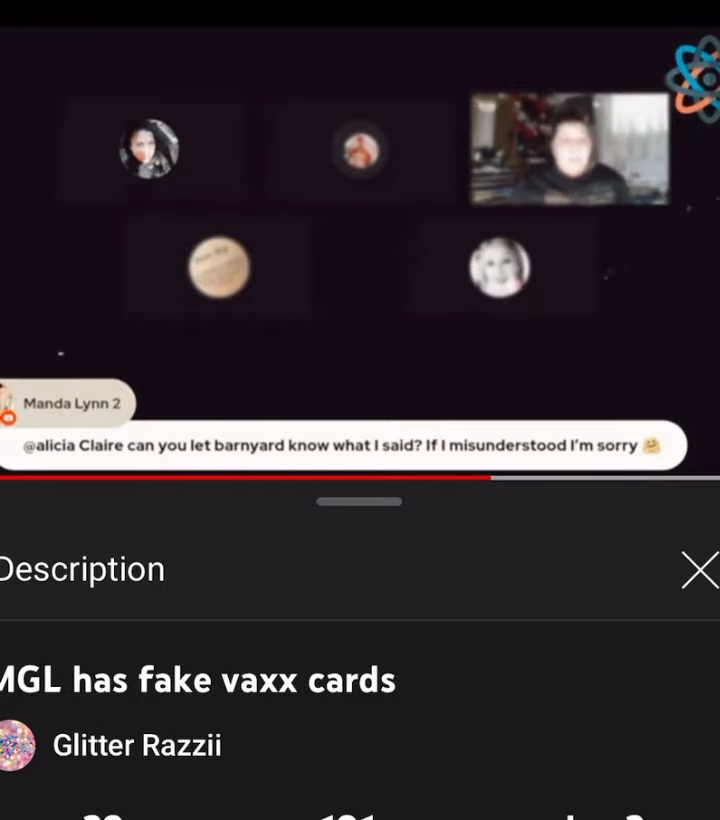 Manda Lynn 2
@alicia Claire can you let barnyard know what I said? If I misunderstood I'm sorry 🤗
Description
MGL has fake vaxx cards
Glitter Razzii